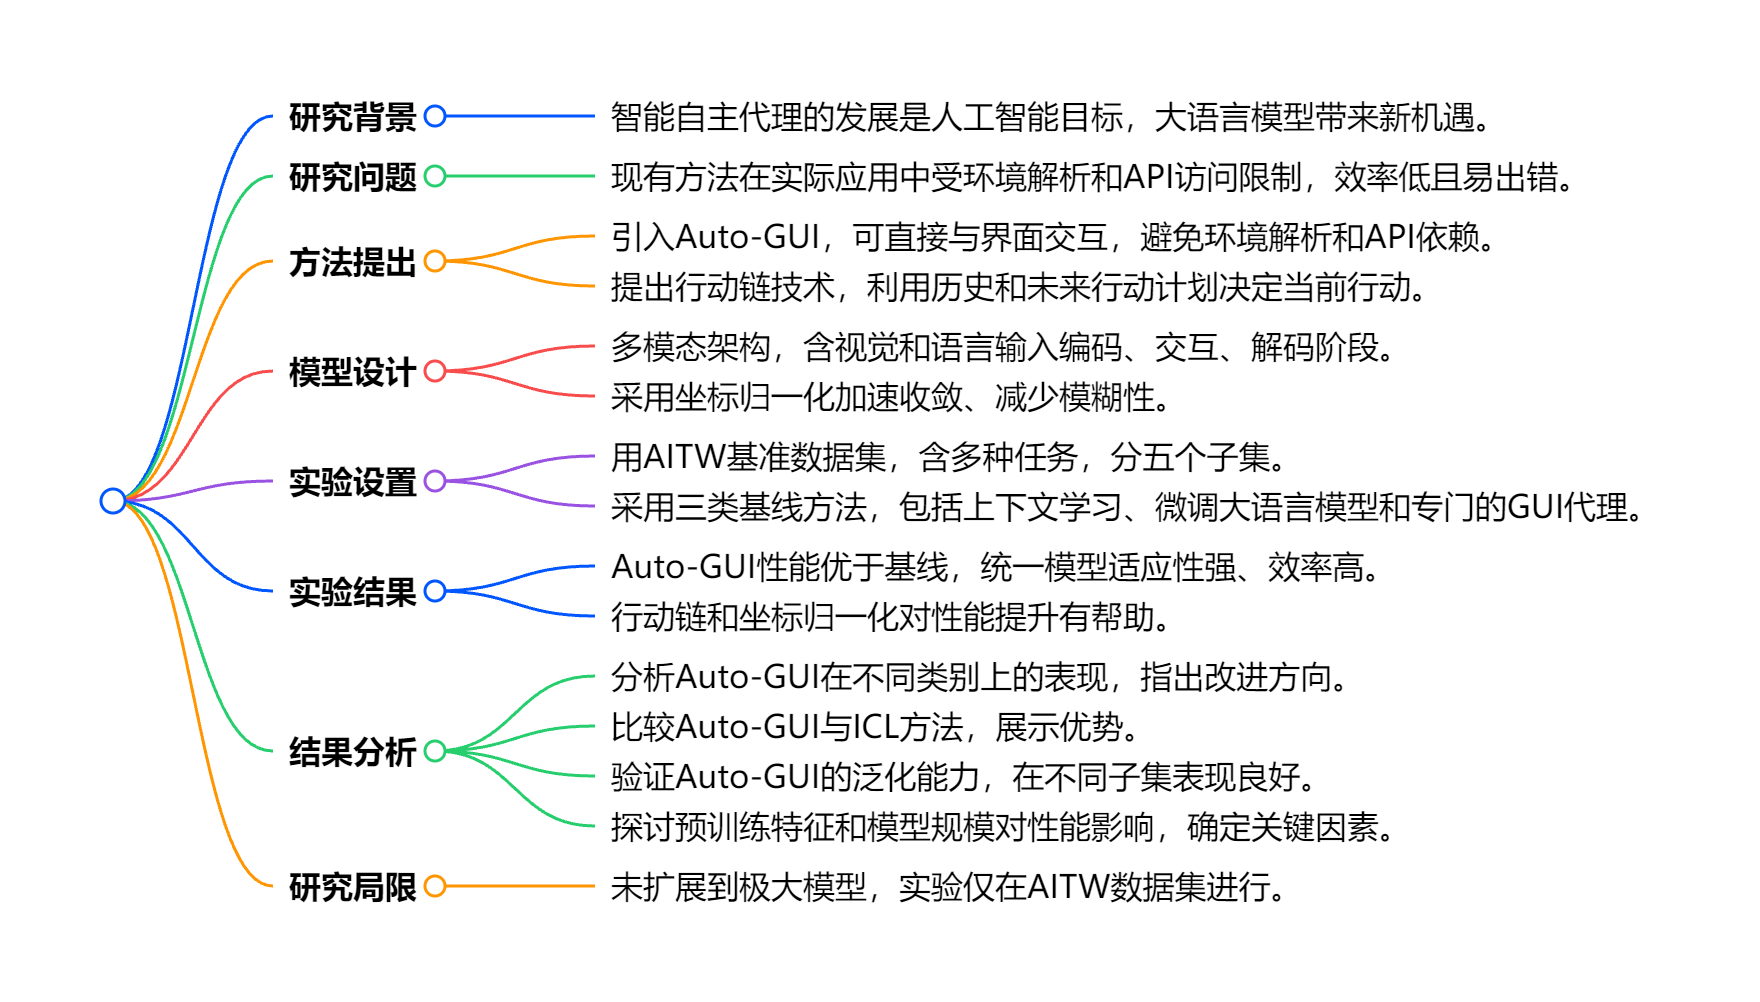 研究背景
智能自主代理的发展是人工智能目标，大语言模型带来新机遇。
研究问题
现有方法在实际应用中受环境解析和API访问限制，效率低且易出错。
方法提出
引入Auto-GUI，可直接与界面交互，避免环境解析和API依赖。
提出行动链技术，利用历史和未来行动计划决定当前行动。
模型设计
多模态架构，含视觉和语言输入编码、交互、解码阶段。
采用坐标归一化加速收敛、减少模糊性。
实验设置
用AITW基准数据集，含多种任务，分五个子集。
采用三类基线方法，包括上下文学习、微调大语言模型和专门的GUI代理。
实验结果
Auto-GUI性能优于基线，统一模型适应性强、效率高。
行动链和坐标归一化对性能提升有帮助。
结果分析
分析Auto-GUI在不同类别上的表现，指出改进方向。
比较Auto-GUI与ICL方法，展示优势。
验证Auto-GUI的泛化能力，在不同子集表现良好。
探讨预训练特征和模型规模对性能影响，确定关键因素。
研究局限
未扩展到极大模型，实验仅在AITW数据集进行。